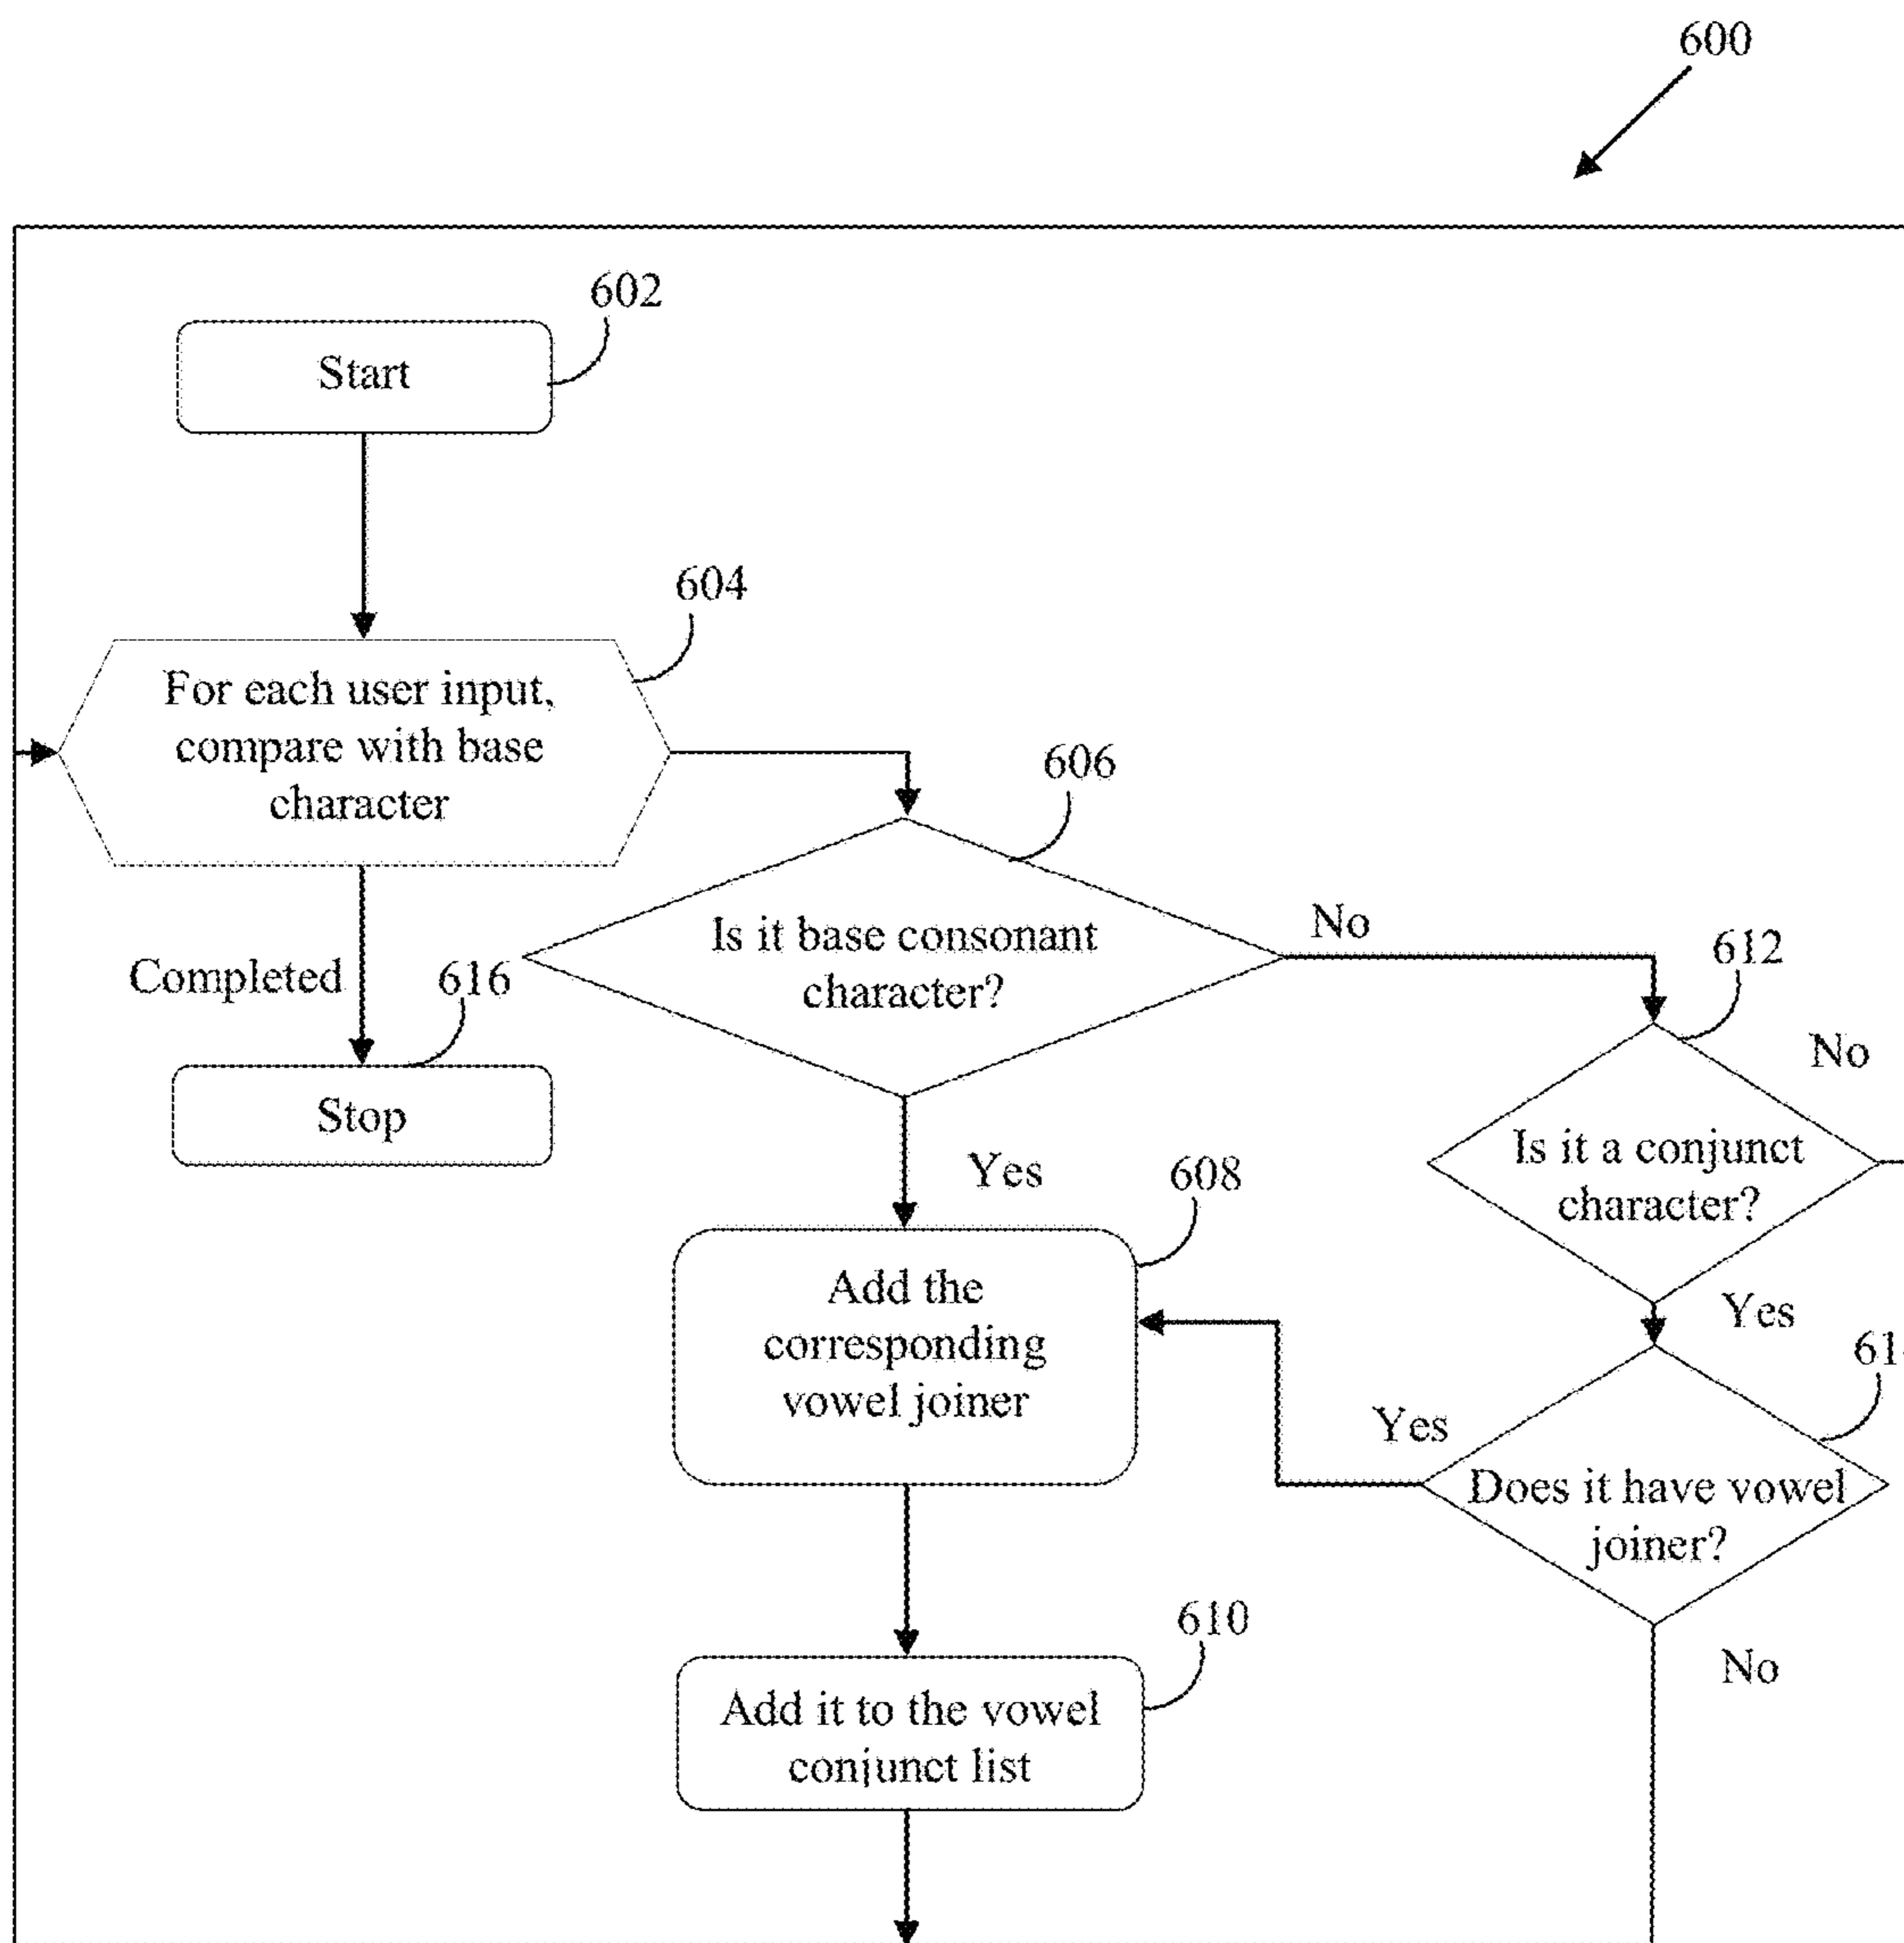 600
602
Start
604
For each user input,
compare with base
character
606
Is it base consonant
character?
No
612
Completed
616
No
Stop
Is it a conjunct
character?
Yes
608
Add the
corresponding
vowel joiner
Yes
61
Yes
Does it have vowel
joiner?
610
No
Add it to the vowel
conjunct list